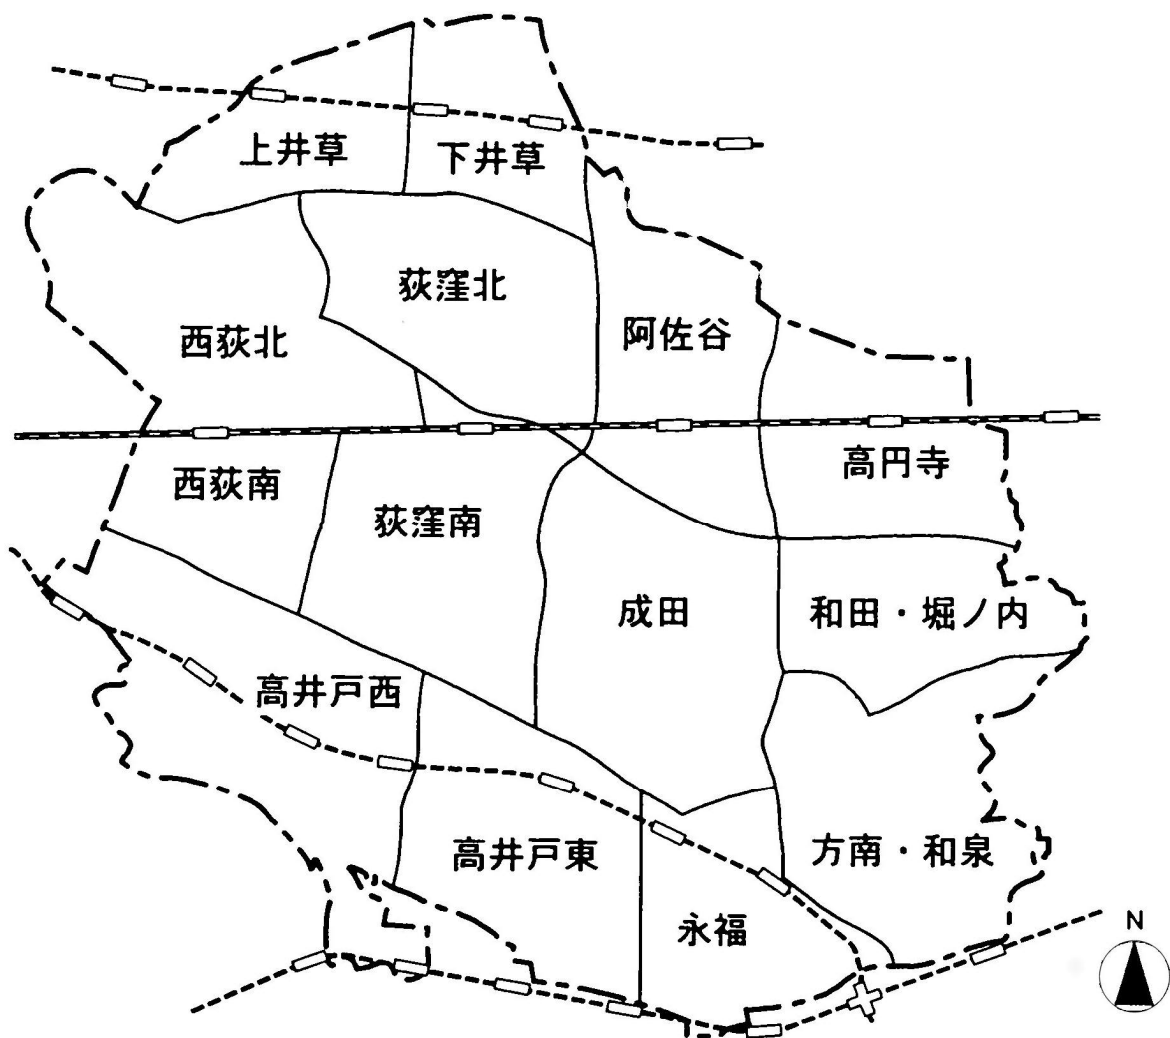 上井草
下井草
荻窪北
西荻北
阿佐谷
高円寺
西荻南
荻窪南
成田
和田・堀ノ内
高井戸西
高井戸東
方南・和泉
永福
N